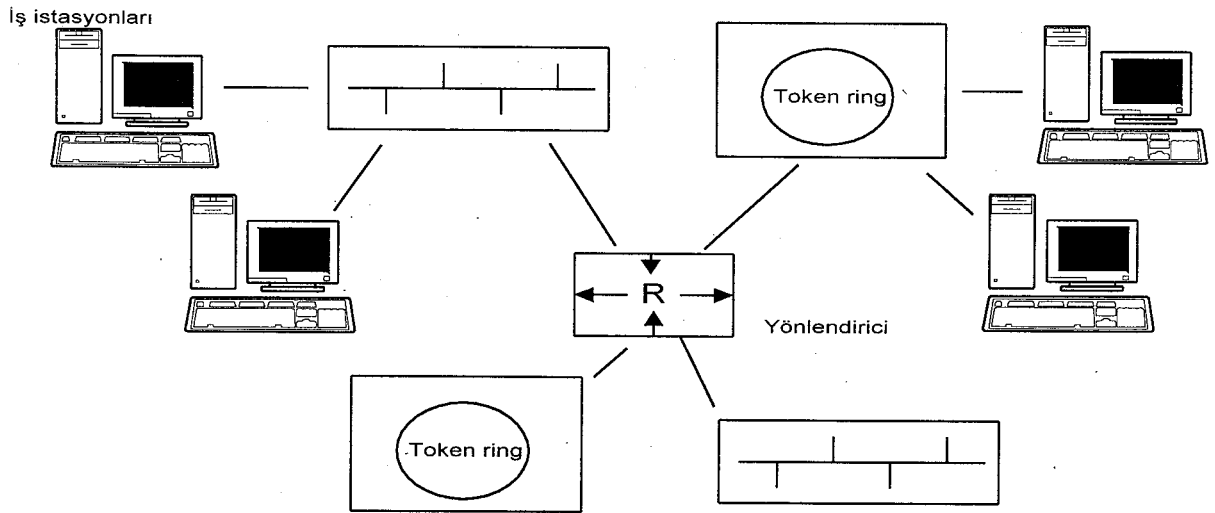 İş istasyonları
Token ring
R
Yönlendirici
Token ring